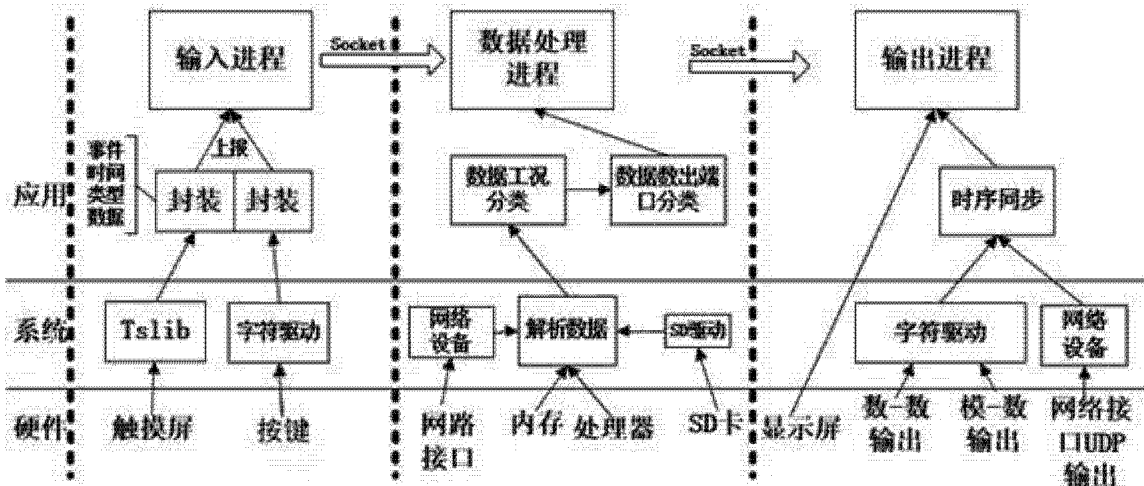 输入进程
Socket
数据处理
进程
Socket
输出进程
应用
事件
时间
类型
数据
上报
封装
封装
数据工况
分类
数据数出端
口分类
时序同步
系统
Tslib
字符驱动
网络
设备
解析数据
SD驱动
字符驱动
网络
设备
硬件
触摸屏
按键
网路
接口
内存
处理器
SD卡
显示屏
数-数
输出
模-数
输出
网络接
口UDP
输出